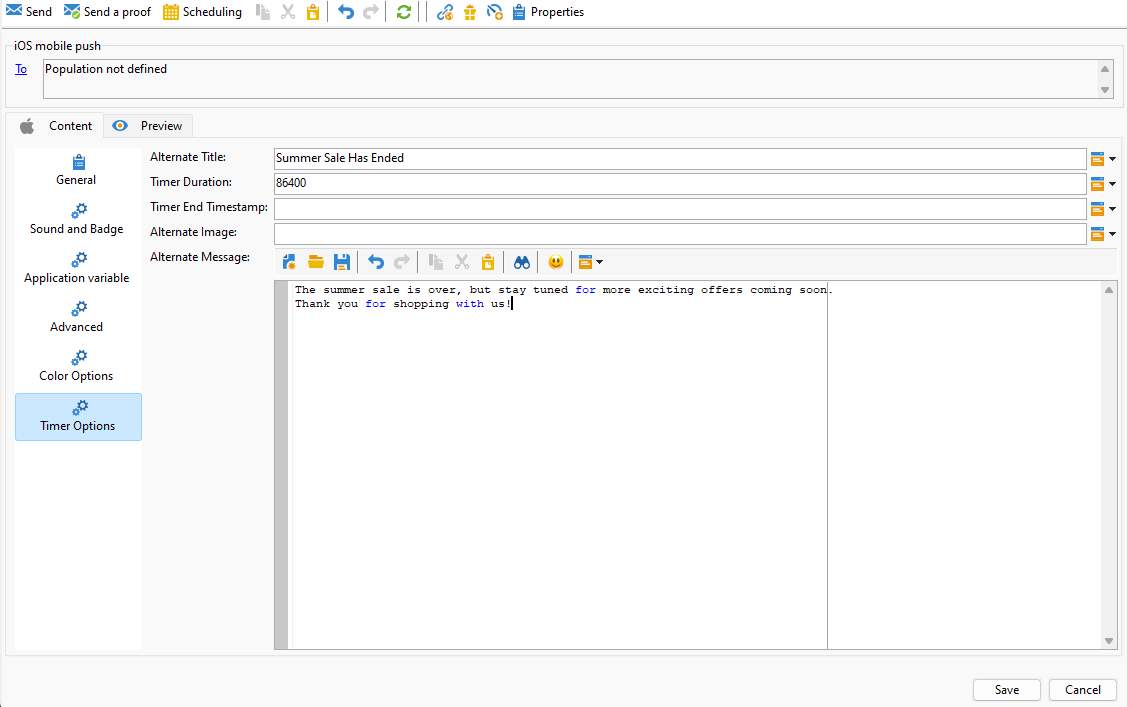 Send Send a proof Scheduling Properties
iOS mobile push
To Population not defined
Content Preview
General
Sound and Badge
Application variable
Advanced
Color Options
Timer Options
Alternate Title: Summer Sale Has Ended
Timer Duration: 86400
Timer End Timestamp:
Alternate Image:
Alternate Message:
The summer sale is over, but stay tuned for more exciting offers coming soon.
Thank you for shopping with us!
Save Cancel